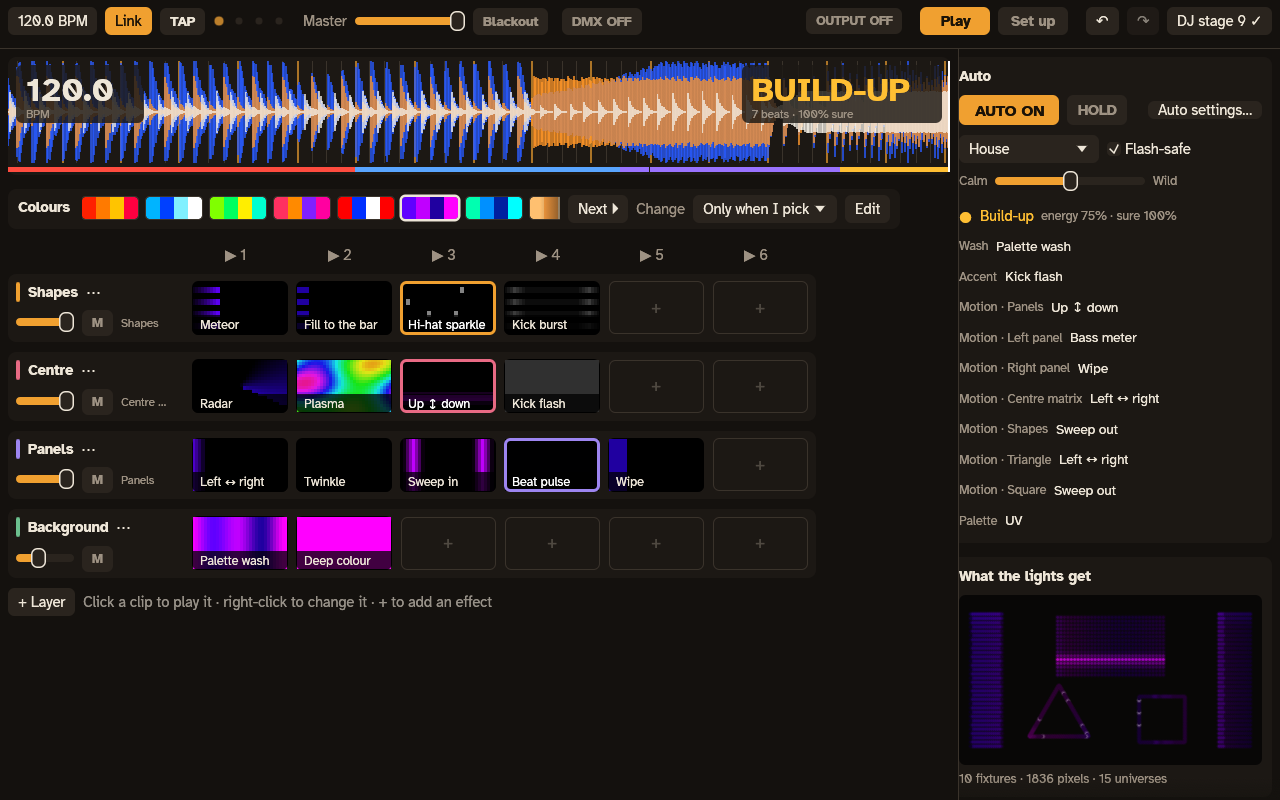 120.0 BPM Link TAP Master Blackout DMX OFF OUTPUT OFF Play Set up ↶ ↷ DJ stage 9 ✓
120.0
BPM
BUILD-UP
7 beats · 100% sure
Colours Next Change Only when I pick Edit
▶ 1 ▶ 2 ▶ 3 ▶ 4 ▶ 5 ▶ 6
Shapes ···
M Shapes
Meteor Fill to the bar Hi-hat sparkle Kick burst + +
Centre ···
M Centre ...
Radar Plasma Up ↕ down Kick flash + +
Panels ···
M Panels
Left ↔ right Twinkle Sweep in Beat pulse Wipe +
Background ···
M
Palette wash Deep colour + + + +
+ Layer Click a clip to play it · right-click to change it · + to add an effect
Auto
AUTO ON HOLD Auto settings...
House ✓ Flash-safe
Calm Wild
Build-up energy 75% · sure 100%
Wash Palette wash
Accent Kick flash
Motion · Panels Up ↕ down
Motion · Left panel Bass meter
Motion · Right panel Wipe
Motion · Centre matrix Left ↔ right
Motion · Shapes Sweep out
Motion · Triangle Left ↔ right
Motion · Square Sweep out
Palette UV
What the lights get
10 fixtures · 1836 pixels · 15 universes